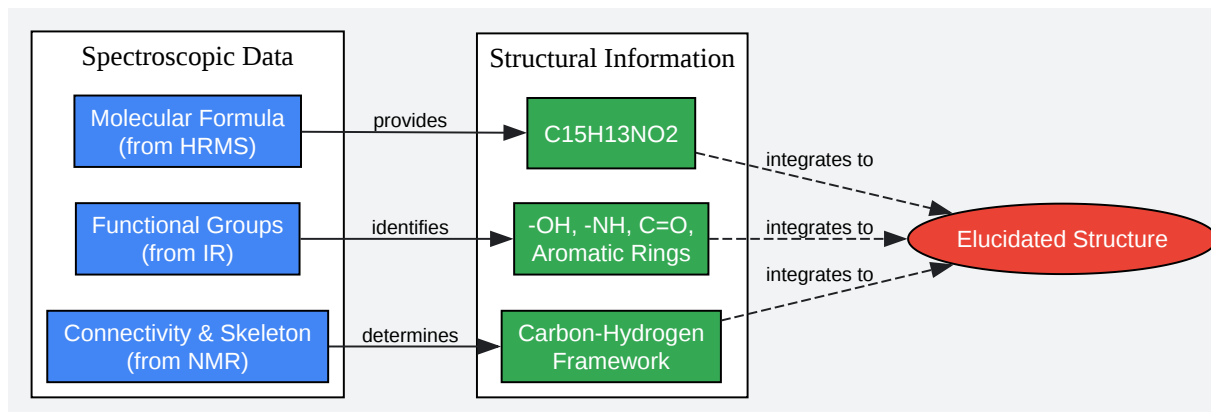 Spectroscopic Data
Structural Information
Molecular Formula
(from HRMS)
provides
C15H13NO2
integrates to
Functional Groups
(from IR)
identifies
-OH, -NH, C=O,
Aromatic Rings
integrates to
Elucidated Structure
Connectivity & Skeleton
(from NMR)
determines
Carbon-Hydrogen
Framework
integrates to